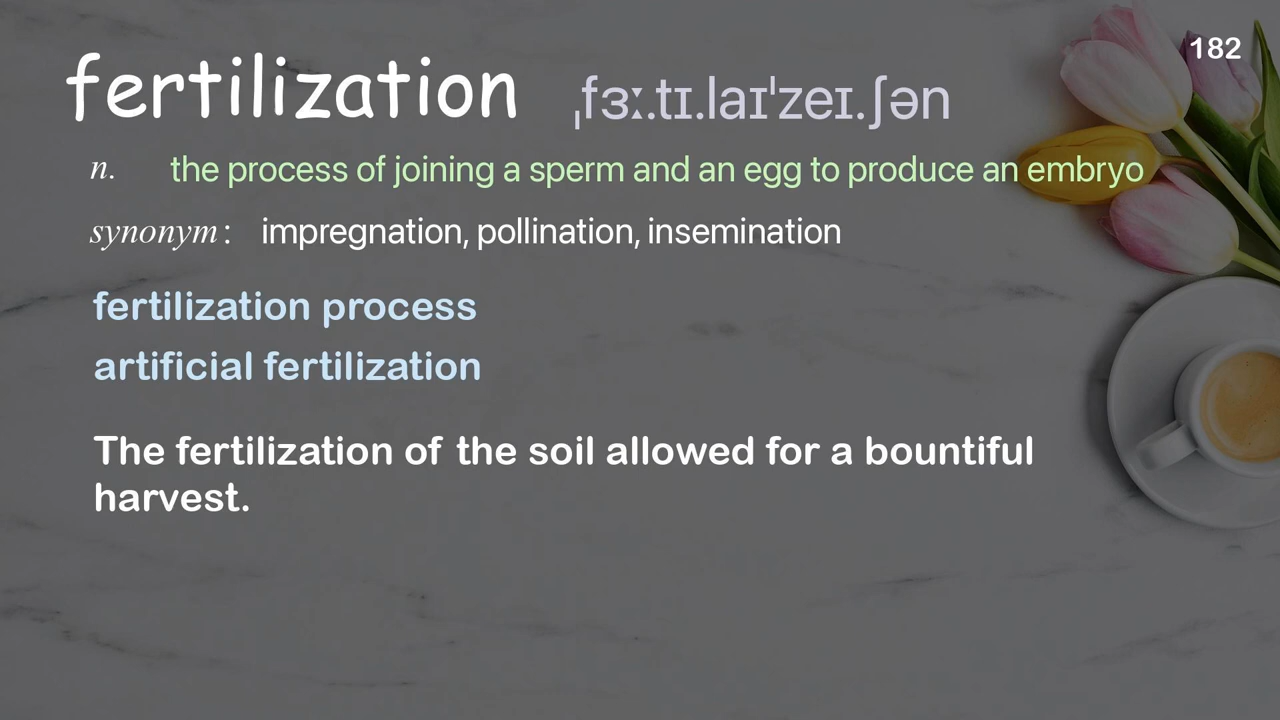 182
fertilization ˌfɜː.tɪ.laɪˈzeɪ.ʃən
n. the process of joining a sperm and an egg to produce an embryo
synonym : impregnation, pollination, insemination
fertilization process
artificial fertilization
The fertilization of the soil allowed for a bountiful
harvest.